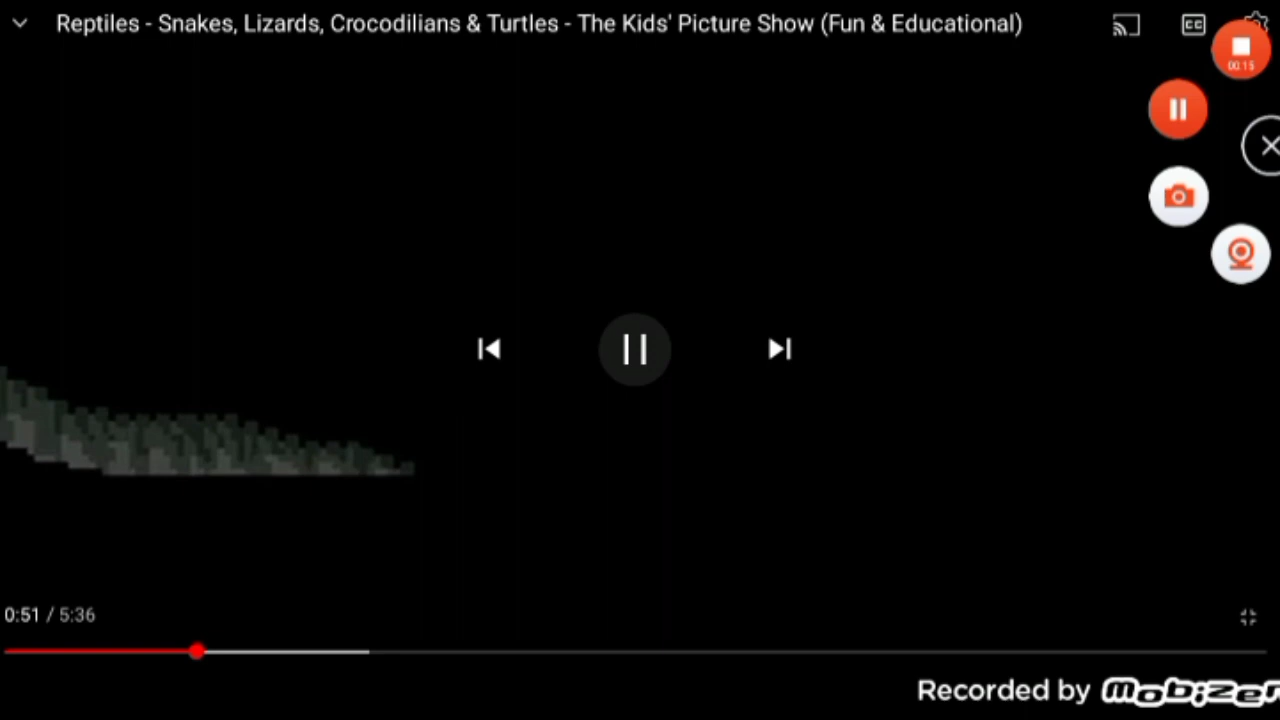 Reptiles - Snakes, Lizards, Crocodilians & Turtles - The Kids' Picture Show (Fun & Educational)
CC
00:15
0:51 / 5:36
Recorded by mobizen